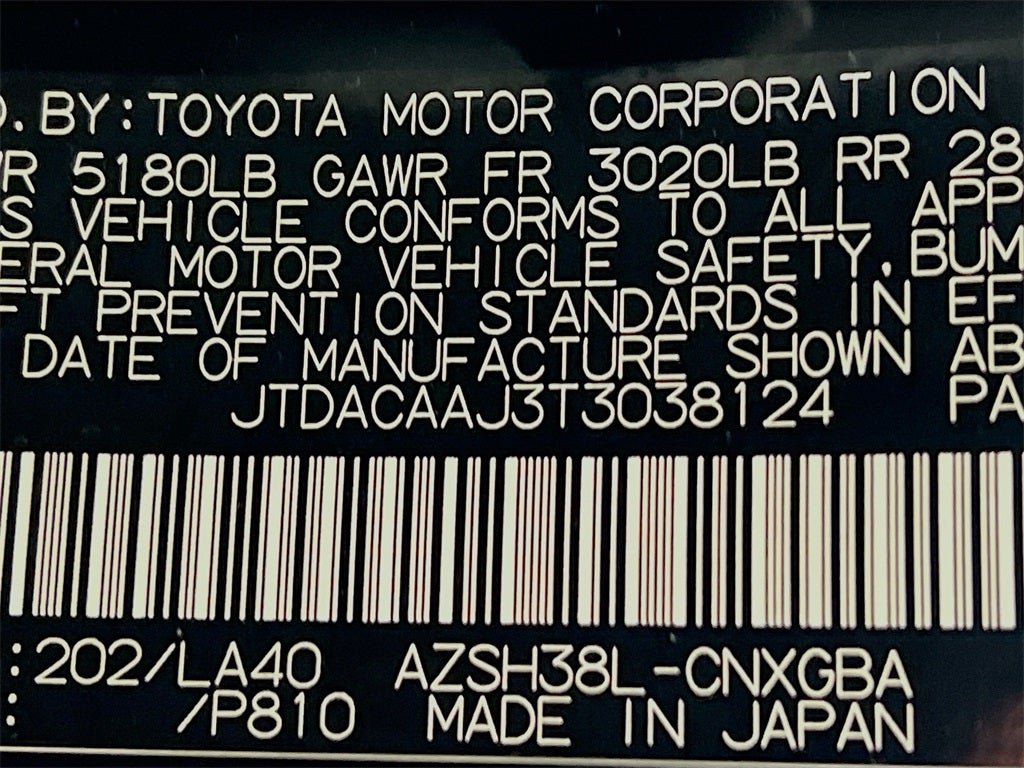 D.BY:TOYOTA MOTOR CORPORATION
WR 5180LB GAWR FR 3020LB RR 28
S VEHICLE CONFORMS TO ALL APP
ERAL MOTOR VEHICLE SAFETY,BUM
FT PREVENTION STANDARDS IN EF
DATE OF MANUFACTURE SHOWN AB
JTDACAAJ3T3038124 PA
:202/LA40 AZSH38L-CNXGBA
: /P810 MADE IN JAPAN